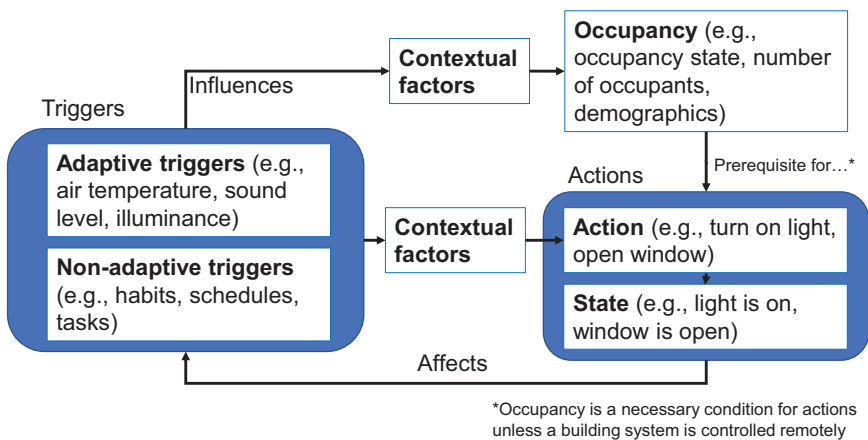 Occupancy (e.g.,
occupancy state, number
of occupants,
demographics)
Contextual
factors
Influences
Triggers
Adaptive triggers (e.g.,
air temperature, sound
level, illuminance)
Non-adaptive triggers
(e.g., habits, schedules,
tasks)
Contextual
factors
Prerequisite for…*
Actions
Action (e.g., turn on light,
open window)
State (e.g., light is on,
window is open)
Affects
*Occupancy is a necessary condition for actions
unless a building system is controlled remotely